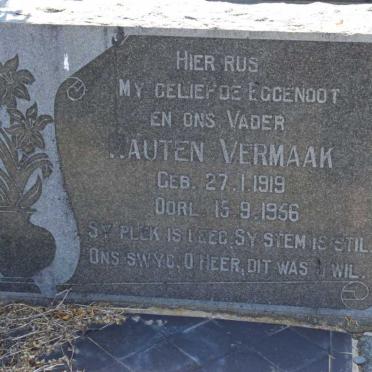 HIER RUS
MY GELIEFDE EGGENOOT
EN ONS VADER
VERMAAK
GEB. 27.1.1919
OORL. 15.9.1956
SY PLEK IS LEEG, SY STEM IS STIL
ONS SWYG, O HEER, DIT WAS U WIL.